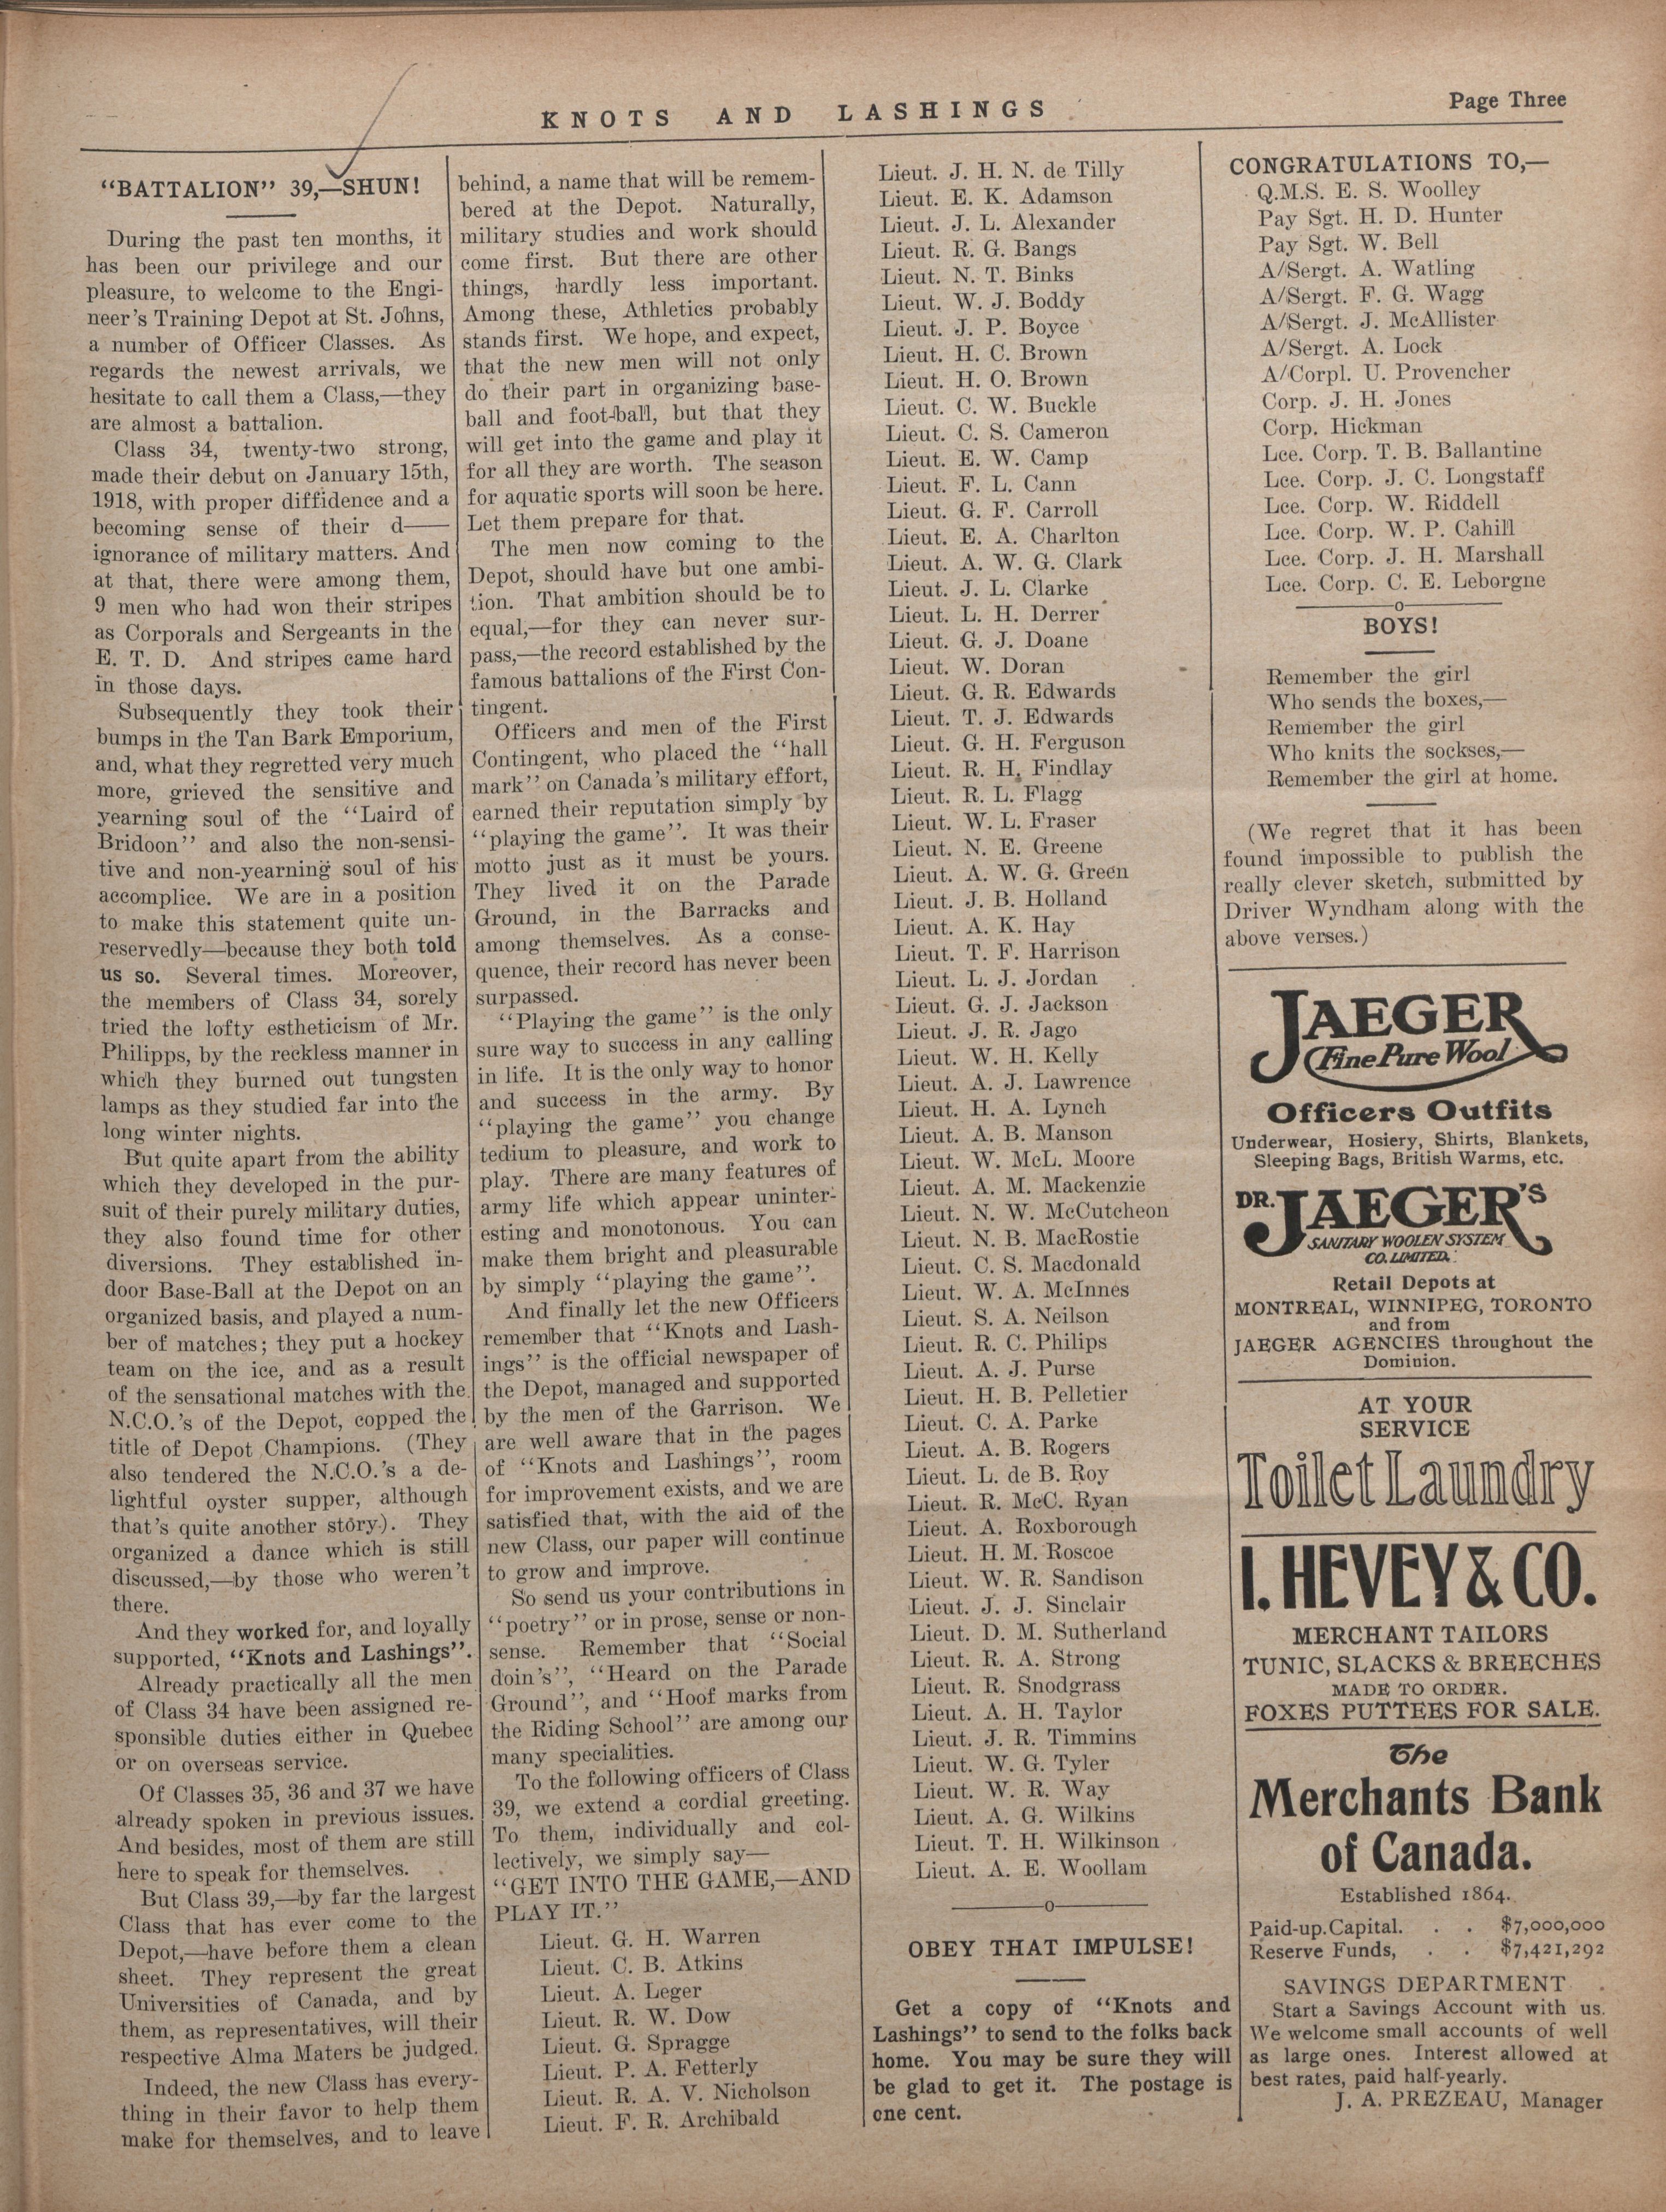 KNOTS AND LASHINGS
Page Three
"BATTALION" 39,—SHUN!
During the past ten months, it
has been our privilege and our
pleasure, to welcome to the Engi-
neer's Training Depot at St. Johns,
a number of Officer Classes. As
regards the newest arrivals, we
hesitate to call them a Class,—they
are almost a battalion.
Class 34, twenty-two strong,
made their debut on January 15th,
1918, with proper diffidence and a
becoming sense of their d——
ignorance of military matters. And
at that, there were among them,
9 men who had won their stripes
as Corporals and Sergeants in the
E. T. D. And stripes came hard
in those days.
Subsequently they took their
bumps in the Tan Bark Emporium,
and, what they regretted very much
more, grieved the sensitive and
yearning soul of the "Laird of
Bridoon" and also the non-sensi-
tive and non-yearning soul of his
accomplice. We are in a position
to make this statement quite un-
reservedly—because they both told
us so. Several times. Moreover,
the members of Class 34, sorely
tried the lofty estheticism of Mr.
Philipps, by the reckless manner in
which they burned out tungsten
lamps as they studied far into the
long winter nights.
But quite apart from the ability
which they developed in the pur-
suit of their purely military duties,
they also found time for other
diversions. They established in-
door Base-Ball at the Depot on an
organized basis, and played a num-
ber of matches; they put a hockey
team on the ice, and as a result
of the sensational matches with the
N.C.O.'s of the Depot, copped the
title of Depot Champions. (They
also tendered the N.C.O.'s a de-
lightful oyster supper, although
that's quite another story.). They
organized a dance which is still
discussed,—by those who weren't
there.
And they worked for, and loyally
supported, "Knots and Lashings".
Already practically all the men
of Class 34 have been assigned re-
sponsible duties either in Quebec
or on overseas service.
Of Classes 35, 36 and 37 we have
already spoken in previous issues.
And besides, most of them are still
here to speak for themselves.
But Class 39,—by far the largest
Class that has ever come to the
Depot,—have before them a clean
sheet. They represent the great
Universities of Canada, and by
them, as representatives, will their
respective Alma Maters be judged.
Indeed, the new Class has every-
thing in their favor to help them
make for themselves, and to leave
behind, a name that will be remem-
bered at the Depot. Naturally,
military studies and work should
come first. But there are other
things, hardly less important.
Among these, Athletics probably
stands first. We hope, and expect,
that the new men will not only
do their part in organizing base-
ball and foot-ball, but that they
will get into the game and play it
for all they are worth. The season
for aquatic sports will soon be here.
Let them prepare for that.
The men now coming to the
Depot, should have but one ambi-
tion. That ambition should be to
equal,—for they can never sur-
pass,—the record established by the
famous battalions of the First Con-
tingent.
Officers and men of the First
Contingent, who placed the "hall
mark" on Canada's military effort,
earned their reputation simply by
"playing the game". It was their
motto just as it must be yours.
They lived it on the Parade
Ground, in the Barracks and
among themselves. As a conse-
quence, their record has never been
surpassed.
"Playing the game" is the only
sure way to success in any calling
in life. It is the only way to honor
and success in the army. By
"playing the game" you change
tedium to pleasure, and work to
play. There are many features of
army life which appear uninter-
esting and monotonous. You can
make them bright and pleasurable
by simply "playing the game".
And finally let the new Officers
remember that "Knots and Lash-
ings" is the official newspaper of
the Depot, managed and supported
by the men of the Garrison. We
are well aware that in the pages
of "Knots and Lashings", room
for improvement exists, and we are
satisfied that, with the aid of the
new Class, our paper will continue
to grow and improve.
So send us your contributions in
"poetry" or in prose, sense or non-
sense. Remember that "Social
doin's", "Heard on the Parade
Ground", and "Hoof marks from
the Riding School" are among our
many specialities.
To the following officers of Class
39, we extend a cordial greeting.
To them, individually and col-
lectively, we simply say—
"GET INTO THE GAME,—AND
PLAY IT."
Lieut. G. H. Warren
Lieut. C. B. Atkins
Lieut. A. Leger
Lieut. R. W. Dow
Lieut. G. Spragge
Lieut. P. A. Fetterly
Lieut. R. A. V. Nicholson
Lieut. F. R. Archibald
Lieut. J. H. N. de Tilly
Lieut. E. K. Adamson
Lieut. J. L. Alexander
Lieut. R. G. Bangs
Lieut. N. T. Binks
Lieut. W. J. Boddy
Lieut. J. P. Boyce
Lieut. H. C. Brown
Lieut. H. O. Brown
Lieut. C. W. Buckle
Lieut. C. S. Cameron
Lieut. E. W. Camp
Lieut. F. L. Cann
Lieut. G. F. Carroll
Lieut. E. A. Charlton
Lieut. A. W. G. Clark
Lieut. J. L. Clarke
Lieut. L. H. Derrer
Lieut. G. J. Doane
Lieut. W. Doran
Lieut. G. R. Edwards
Lieut. T. J. Edwards
Lieut. G. H. Ferguson
Lieut. R. H. Findlay
Lieut. R. L. Flagg
Lieut. W. L. Fraser
Lieut. N. E. Greene
Lieut. A. W. G. Green
Lieut. J. B. Holland
Lieut. A. K. Hay
Lieut. T. F. Harrison
Lieut. L. J. Jordan
Lieut. G. J. Jackson
Lieut. J. R. Jago
Lieut. W. H. Kelly
Lieut. A. J. Lawrence
Lieut. H. A. Lynch
Lieut. A. B. Manson
Lieut. W. McL. Moore
Lieut. A. M. Mackenzie
Lieut. N. W. McCutcheon
Lieut. N. B. MacRostie
Lieut. C. S. Macdonald
Lieut. W. A. McInnes
Lieut. S. A. Neilson
Lieut. R. C. Philips
Lieut. A. J. Purse
Lieut. H. B. Pelletier
Lieut. C. A. Parke
Lieut. A. B. Rogers
Lieut. L. de B. Roy
Lieut. R. McC. Ryan
Lieut. A. Roxborough
Lieut. H. M. Roscoe
Lieut. W. R. Sandison
Lieut. J. J. Sinclair
Lieut. D. M. Sutherland
Lieut. R. A. Strong
Lieut. R. Snodgrass
Lieut. A. H. Taylor
Lieut. J. R. Timmins
Lieut. W. G. Tyler
Lieut. W. R. Way
Lieut. A. G. Wilkins
Lieut. T. H. Wilkinson
Lieut. A. E. Woollam
o
OBEY THAT IMPULSE!
Get a copy of "Knots and
Lashings" to send to the folks back
home. You may be sure they will
be glad to get it. The postage is
one cent.
CONGRATULATIONS TO,—
Q.M.S. E. S. Woolley
Pay Sgt. H. D. Hunter
Pay Sgt. W. Bell
A/Sergt. A. Watling
A/Sergt. F. G. Wagg
A/Sergt. J. McAllister
A/Sergt. A. Lock
A/Corpl. U. Provencher
Corp. J. H. Jones
Corp. Hickman
Lce. Corp. T. B. Ballantine
Lce. Corp. J. C. Longstaff
Lce. Corp. W. Riddell
Lce. Corp. W. P. Cahill
Lce. Corp. J. H. Marshall
Lce. Corp. C. E. Leborgne
o
BOYS!
Remember the girl
Who sends the boxes,—
Remember the girl
Who knits the sockses,—
Remember the girl at home.
(We regret that it has been
found impossible to publish the
really clever sketch, submitted by
Driver Wyndham along with the
above verses.)
JAEGER
Fine Pure Wool
Officers Outfits
Underwear, Hosiery, Shirts, Blankets,
Sleeping Bags, British Warms, etc.
DR. JAEGER'S
SANITARY WOOLEN SYSTEM
CO. LIMITED.
Retail Depots at
MONTREAL, WINNIPEG, TORONTO
and from
JAEGER AGENCIES throughout the
Dominion.
AT YOUR
SERVICE
Toilet Laundry
I. HEVEY & CO.
MERCHANT TAILORS
TUNIC, SLACKS & BREECHES
MADE TO ORDER.
FOXES PUTTEES FOR SALE.
The
Merchants Bank
of Canada.
Established 1864.
Paid-up.Capital. . . $7,000,000
Reserve Funds, . . $7,421,292
SAVINGS DEPARTMENT
Start a Savings Account with us.
We welcome small accounts of well
as large ones. Interest allowed at
best rates, paid half-yearly.
J. A. PREZEAU, Manager